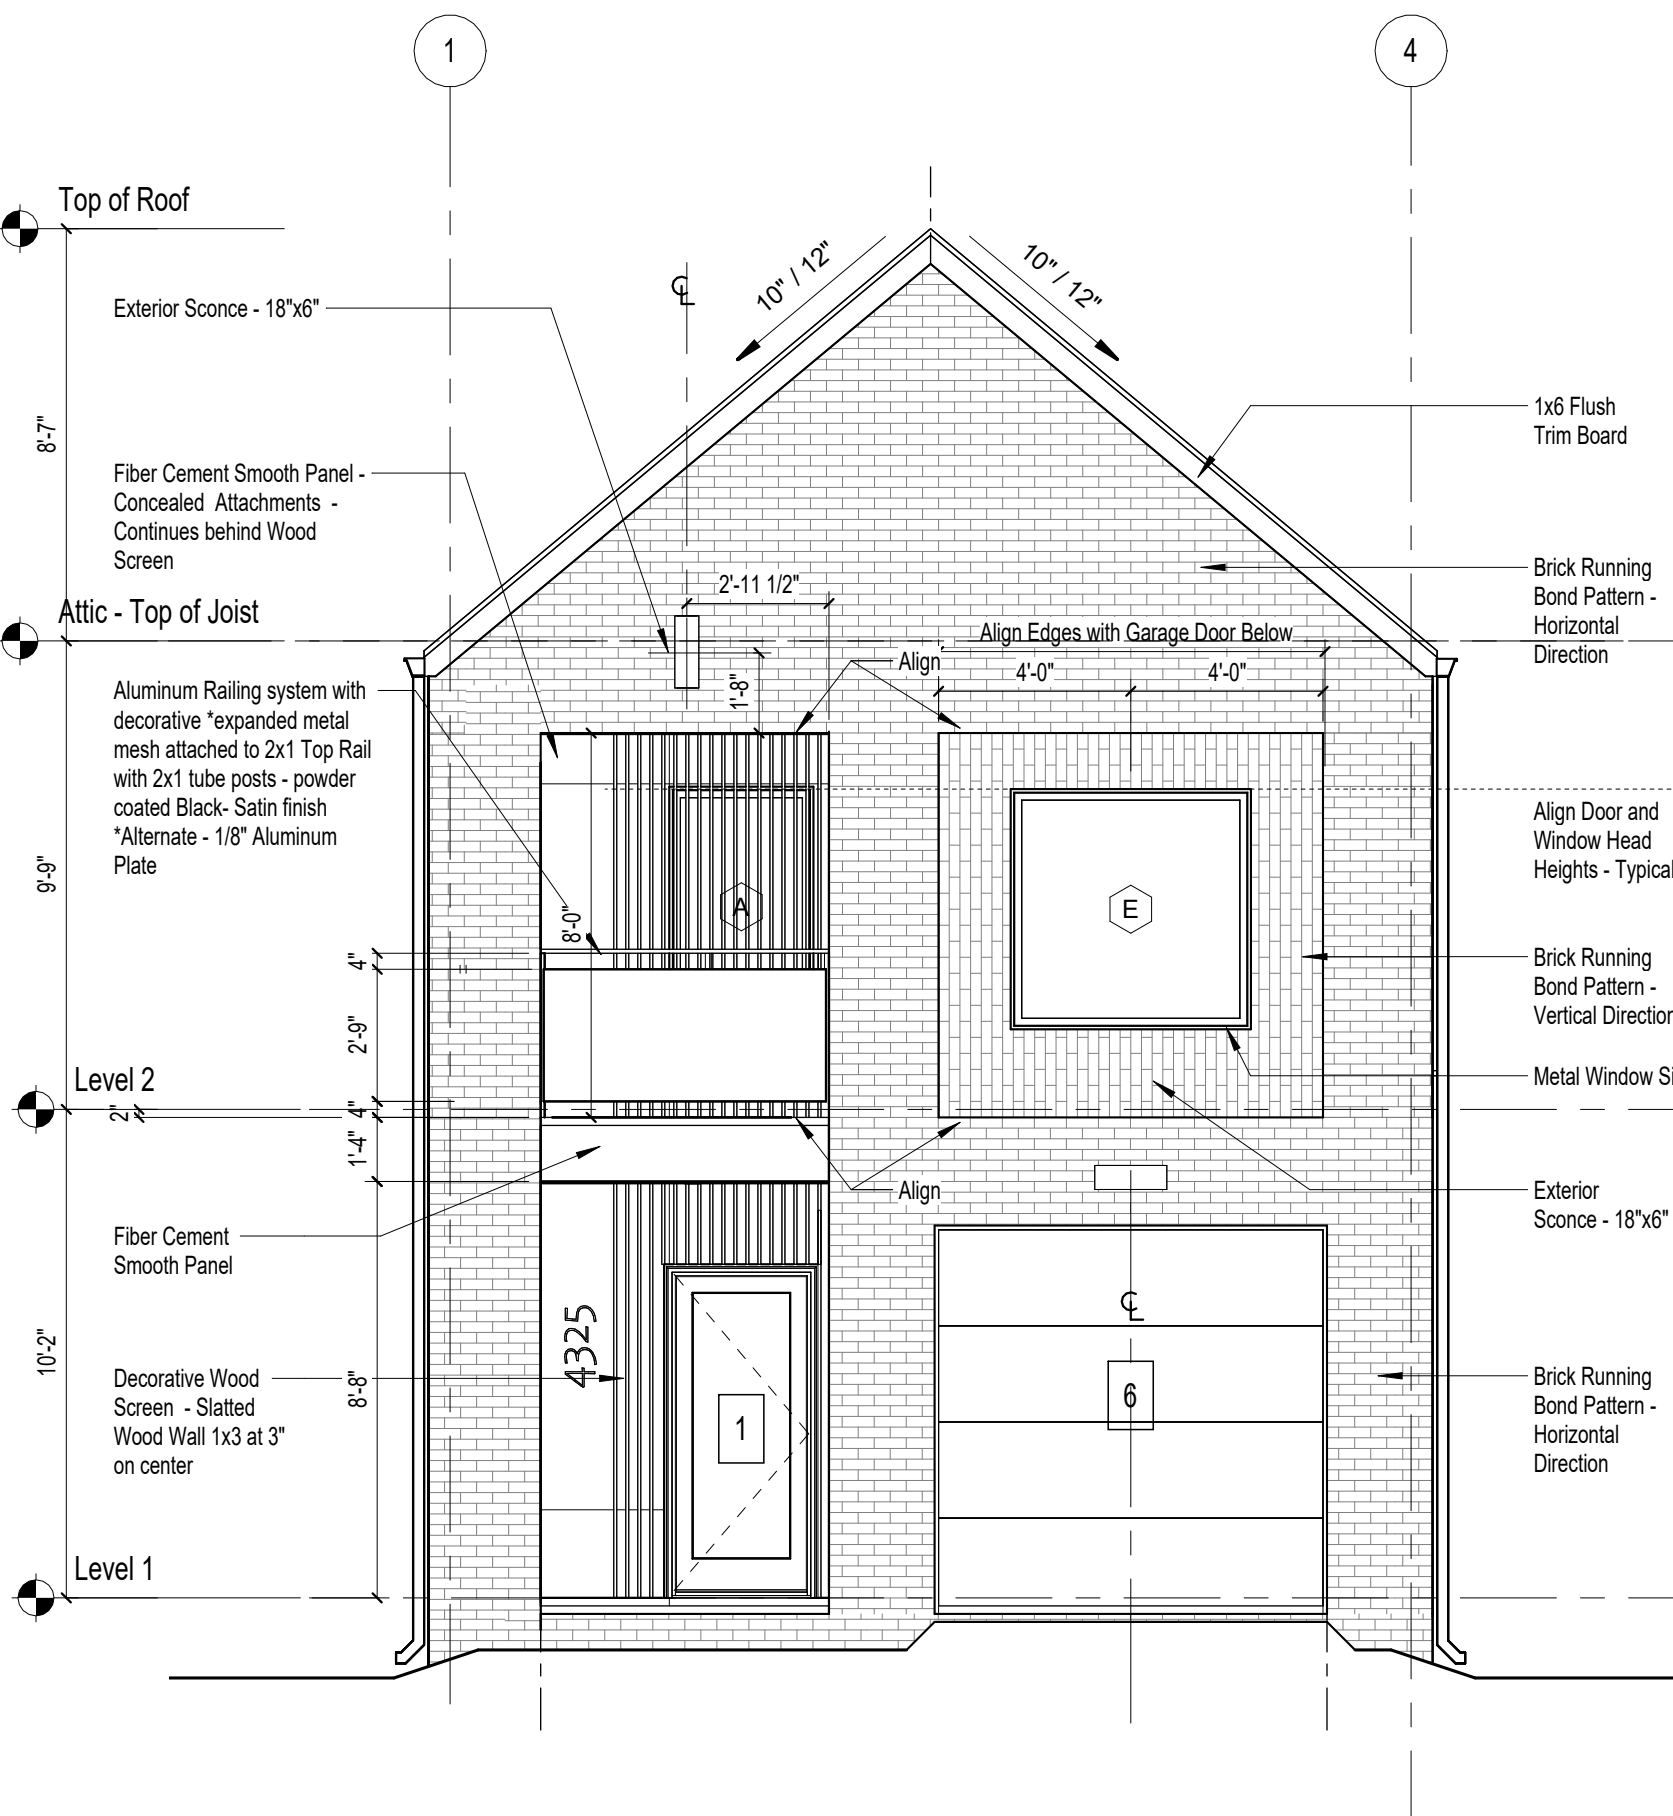 1
4
Top of Roof
10" / 12"
10" / 12"
℄
Exterior Sconce - 18"x6"
8'-7"
1x6 Flush
Trim Board
Fiber Cement Smooth Panel -
Concealed Attachments -
Continues behind Wood
Screen
Brick Running
Bond Pattern -
Horizontal
Direction
2'-11 1/2"
Attic - Top of Joist
Align Edges with Garage Door Below
Align
4'-0"
4'-0"
1'-8"
Aluminum Railing system with
decorative *expanded metal
mesh attached to 2x1 Top Rail
with 2x1 tube posts - powder
coated Black- Satin finish
*Alternate - 1/8" Aluminum
Plate
Align Door and
Window Head
Heights - Typical
9'-9"
8'-0"
A
E
4"
2'-9"
4"
1'-4"
Brick Running
Bond Pattern -
Vertical Direction
Metal Window Si
Level 2
2"
Align
Exterior
Sconce - 18"x6"
Fiber Cement
Smooth Panel
℄
4325
10'-2"
8'-8"
Decorative Wood
Screen - Slatted
Wood Wall 1x3 at 3"
on center
1
6
Brick Running
Bond Pattern -
Horizontal
Direction
Level 1